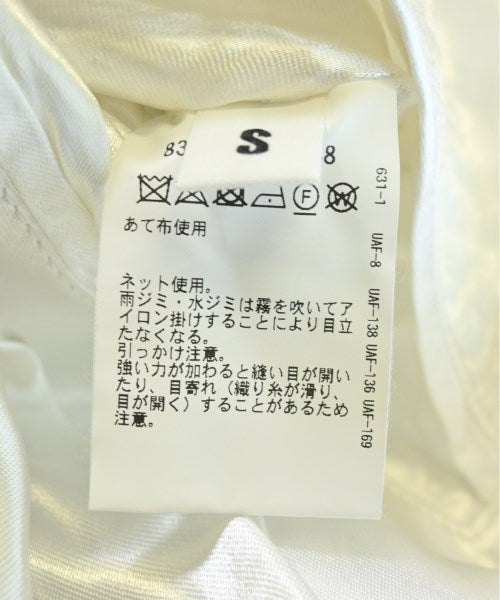 S
83
8
F
W
あて布使用
ネット使用。
雨ジミ・水ジミは霧を吹いてア
イロン掛けすることにより目立
たなくなる。
引っかけ注意。
強い力が加わると縫い目が開い
たり、目寄れ（織り糸が滑り、
目が開く）することがあるため
注意。
631-1 UAF-8 UAF-138 UAF-136 UAF-169